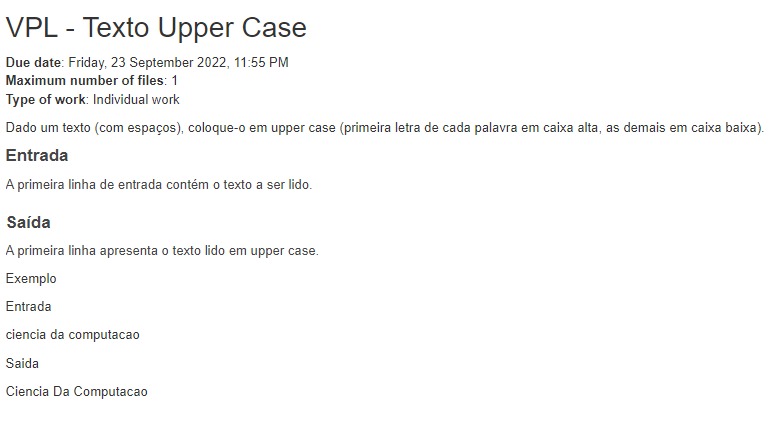 VPL - Texto Upper Case
Due date: Friday, 23 September 2022, 11:55 PM
Maximum number of files: 1
Type of work: Individual work
Dado um texto (com espaços), coloque-o em upper case (primeira letra de cada palavra em caixa alta, as demais em caixa baixa).
Entrada
A primeira linha de entrada contém o texto a ser lido.
Saída
A primeira linha apresenta o texto lido em upper case.
Exemplo
Entrada
ciencia da computacao
Saida
Ciencia Da Computacao